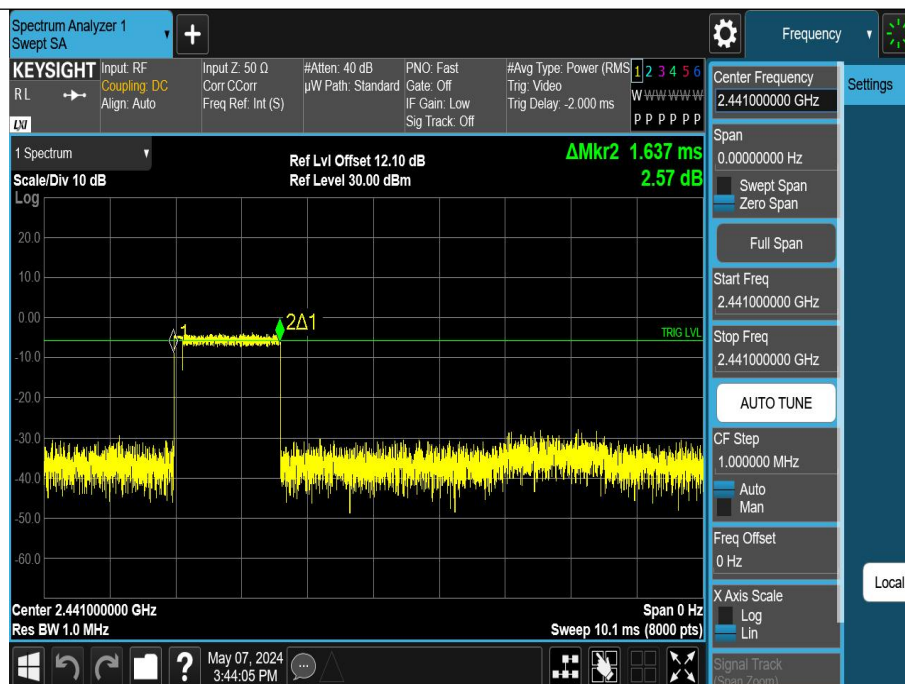 Spectrum Analyzer 1
Swept SA
+
Frequency
KEYSIGHT
RL
LXI
Input: RF
Coupling: DC
Align: Auto
Input Z: 50 Ω
Corr CCorr
Freq Ref: Int (S)
#Atten: 40 dB
µW Path: Standard
PNO: Fast
Gate: Off
IF Gain: Low
Sig Track: Off
#Avg Type: Power (RMS
Trig: Video
Trig Delay: -2.000 ms
1 2 3 4 5 6
W W W W W W
P P P P P P
1 Spectrum
Scale/Div 10 dB
Ref Lvl Offset 12.10 dB
Ref Level 30.00 dBm
ΔMkr2 1.637 ms
2.57 dB
Log
20.0
10.0
0.00
-10.0
-20.0
-30.0
-40.0
-50.0
-60.0
1
2Δ1
TRIG LVL
Center 2.441000000 GHz
Res BW 1.0 MHz
Span 0 Hz
Sweep 10.1 ms (8000 pts)
?
May 07, 2024
3:44:05 PM
Center Frequency
2.441000000 GHz
Span
0.00000000 Hz
Swept Span
Zero Span
Full Span
Start Freq
2.441000000 GHz
Stop Freq
2.441000000 GHz
AUTO TUNE
CF Step
1.000000 MHz
Auto
Man
Freq Offset
0 Hz
X Axis Scale
Log
Lin
Signal Track
(Span Zoom)
Settings
Local